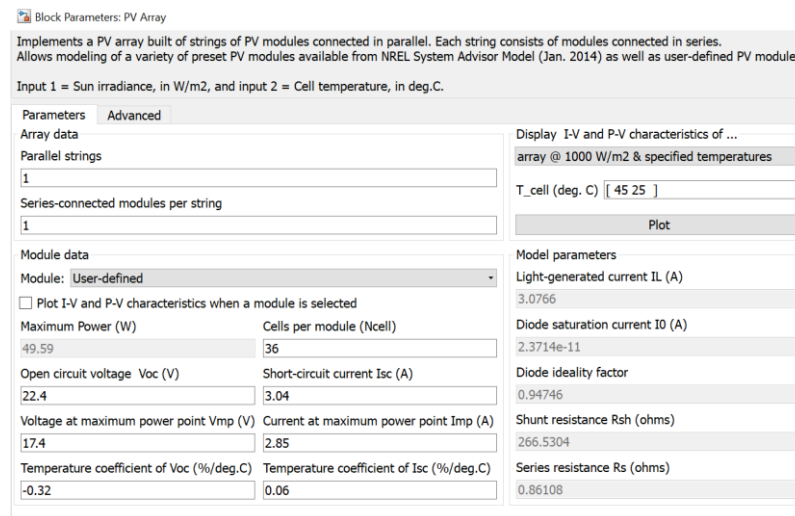 Block Parameters: PV Array
Implements a PV array built of strings of PV modules connected in parallel. Each string consists of modules connected in series.
Allows modeling of a variety of preset PV modules available from NREL System Advisor Model (Jan. 2014) as well as user-defined PV module
Input 1 = Sun irradiance, in W/m2, and input 2 = Cell temperature, in deg.C.
Parameters Advanced
Array data
Parallel strings
1
Series-connected modules per string
1
Display I-V and P-V characteristics of ...
array @ 1000 W/m2 & specified temperatures
T_cell (deg. C) [ 45 25 ]
Plot
Module data
Module: User-defined
Plot I-V and P-V characteristics when a module is selected
Maximum Power (W) Cells per module (Ncell)
49.59 36
Open circuit voltage Voc (V) Short-circuit current Isc (A)
22.4 3.04
Voltage at maximum power point Vmp (V) Current at maximum power point Imp (A)
17.4 2.85
Temperature coefficient of Voc (%/deg.C) Temperature coefficient of Isc (%/deg.C)
-0.32 0.06
Model parameters
Light-generated current IL (A)
3.0766
Diode saturation current I0 (A)
2.3714e-11
Diode ideality factor
0.94746
Shunt resistance Rsh (ohms)
266.5304
Series resistance Rs (ohms)
0.86108